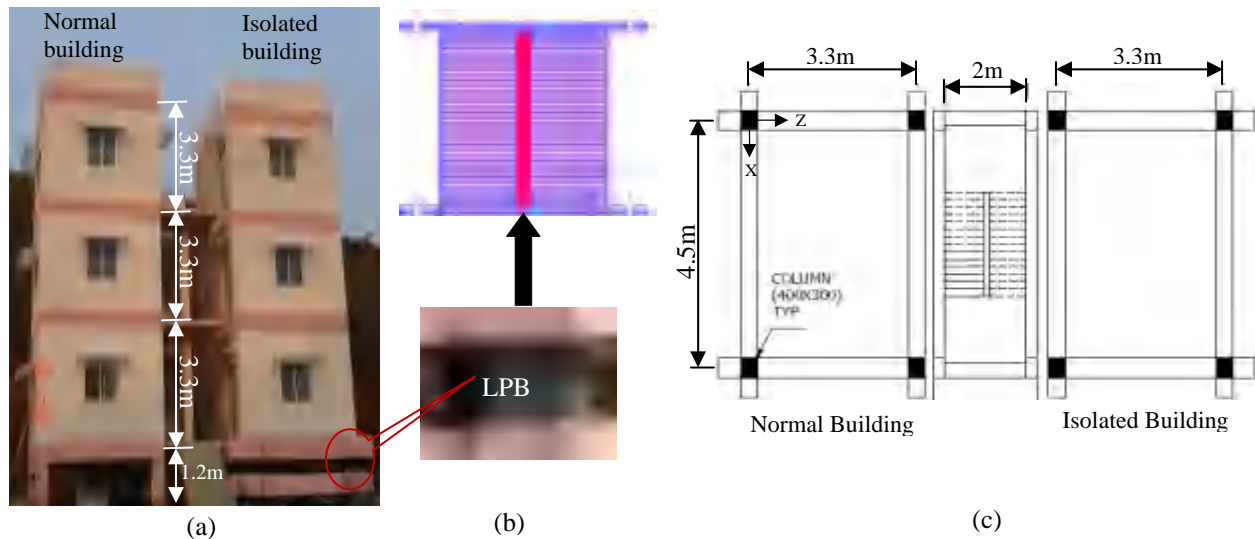 Normal
building
Isolated
building
3.3m
3.3m
3.3m
1.2m
(a)
LPB
(b)
3.3m
2m
3.3m
Z
X
4.5m
COLUMN
(400X300)
TYP
Normal Building
Isolated Building
(c)